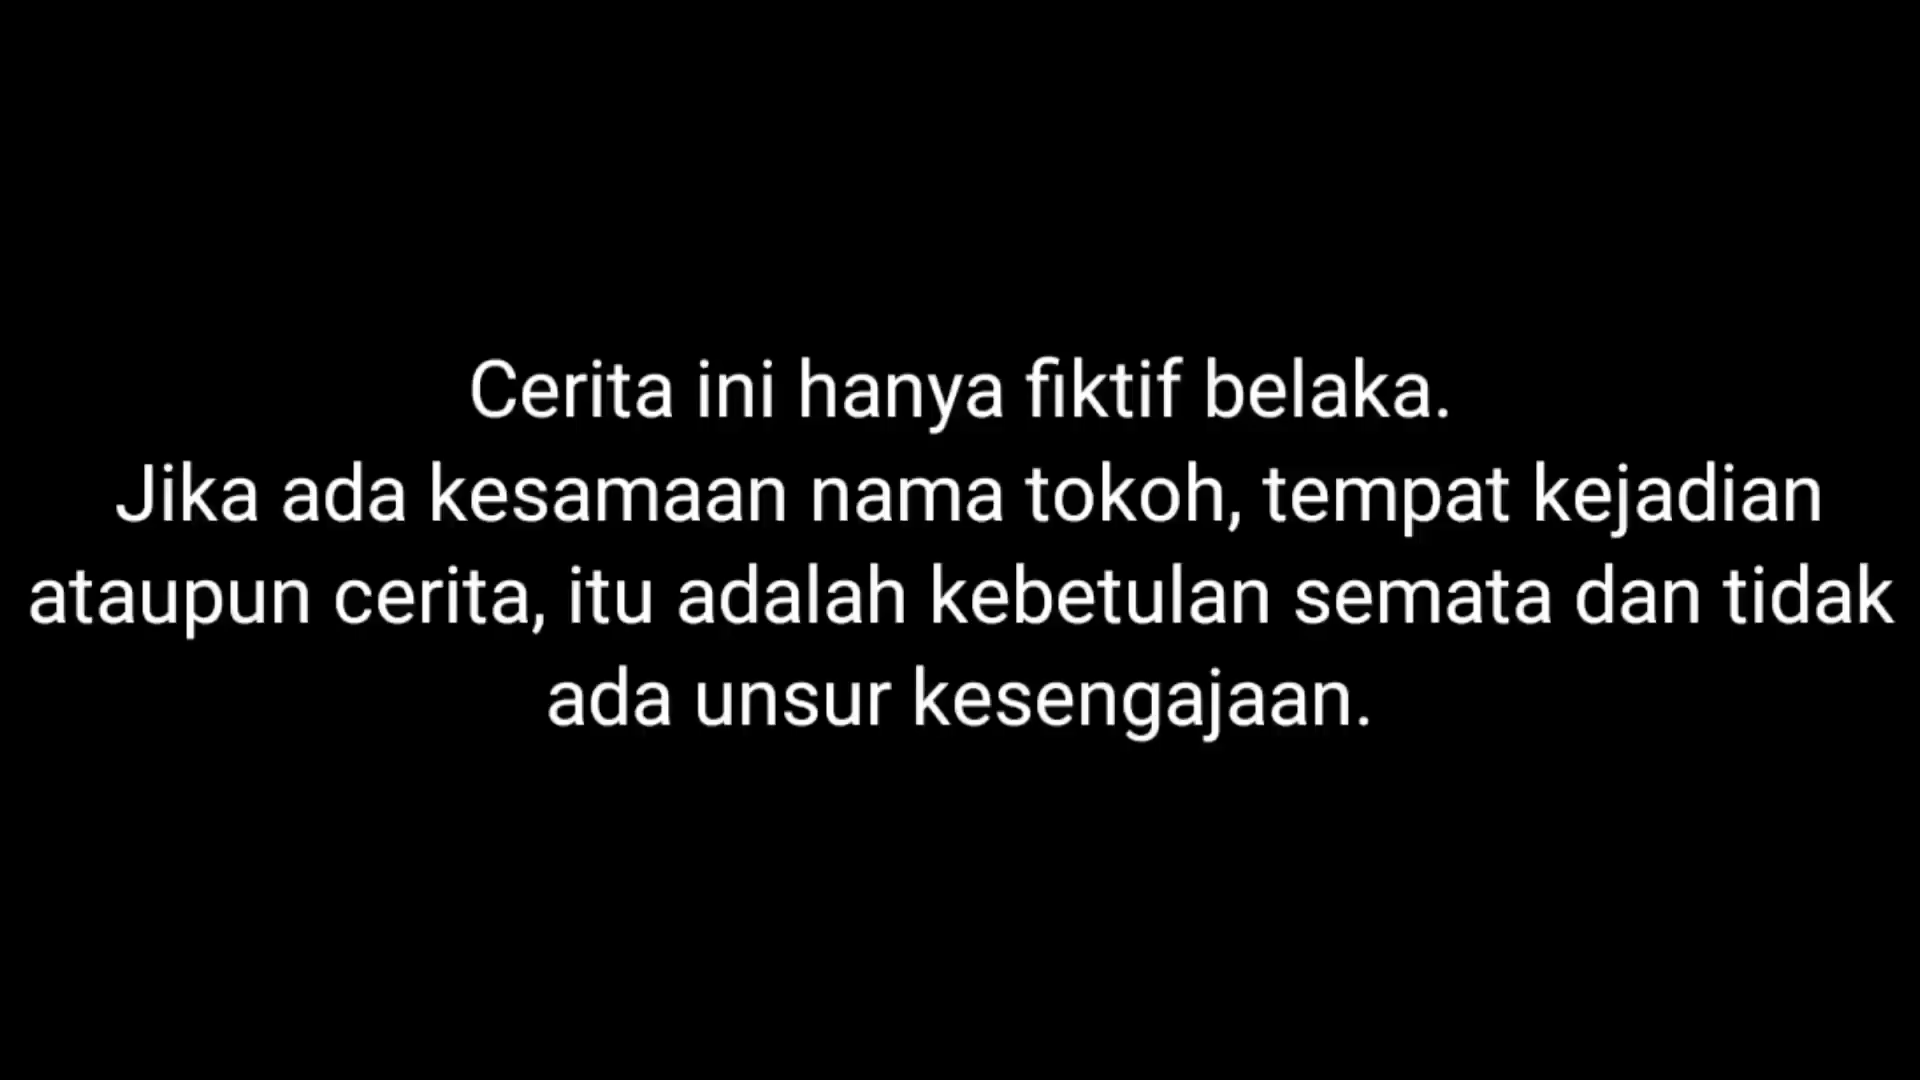 Cerita ini hanya fiktif belaka.
Jika ada kesamaan nama tokoh, tempat kejadian
ataupun cerita, itu adalah kebetulan semata dan tidak
ada unsur kesengajaan.